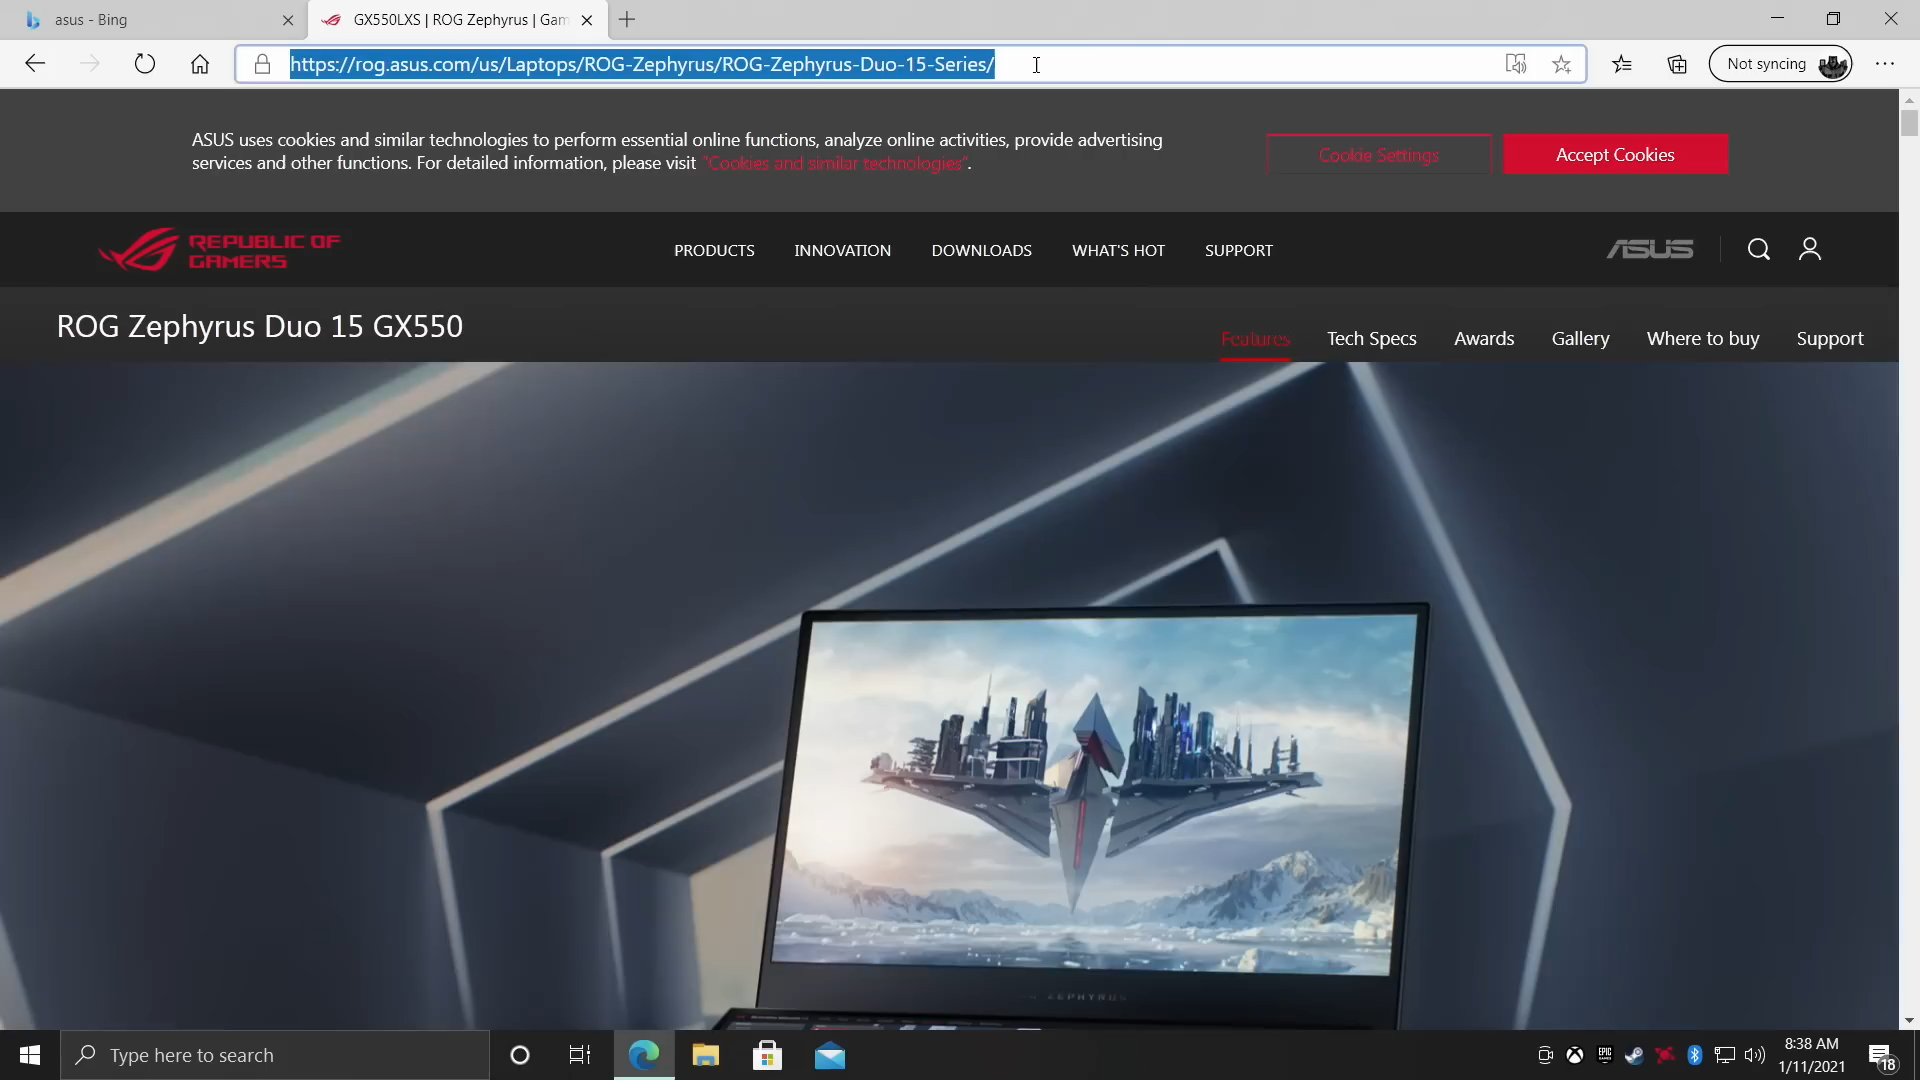 asus - Bing
GX550LXS | ROG Zephyrus | Gam
https://rog.asus.com/us/Laptops/ROG-Zephyrus/ROG-Zephyrus-Duo-15-Series/
Not syncing
ASUS uses cookies and similar technologies to perform essential online functions, analyze online activities, provide advertising
services and other functions. For detailed information, please visit "Cookies and similar technologies".
Cookie Settings
Accept Cookies
REPUBLIC OF
GAMERS
PRODUCTS
INNOVATION
DOWNLOADS
WHAT'S HOT
SUPPORT
ASUS
ROG Zephyrus Duo 15 GX550
Features
Tech Specs
Awards
Gallery
Where to buy
Support
ZEPHYRUS
Type here to search
EPIC
8:38 AM
1/11/2021
18